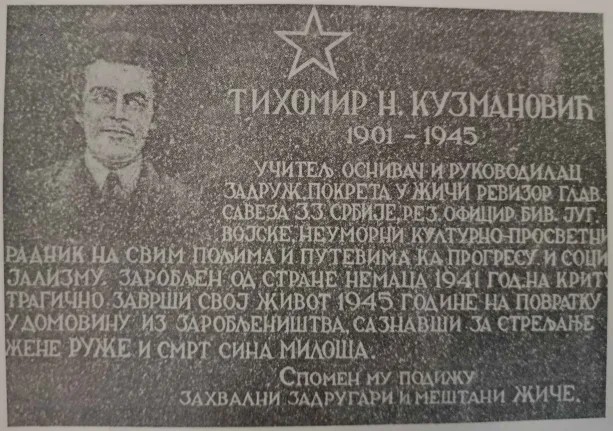 ТИХОМИР Н. КУЗМАНОВИЋ
1901 – 1945
УЧИТЕЉ ОСНИВАЧ И РУКОВОДИЛАЦ
ЗАДРУЖ. ПОКРЕТА У ЖИЧИ РЕВИЗОР ГЛАВ.
САВЕЗА З.З. СРБИЈЕ, РЕЗ. ОФИЦИР БИВ. ЈУГ.
ВОЈСКЕ, НЕУМОРНИ КУЛТУРНО-ПРОСВЕТНИ
РАДНИК НА СВИМ ПОЉИМА И ПУТЕВИМА КА ПРОГРЕСУ И СОЦИ
ЈАЛИЗМУ. ЗАРОБЉЕН ОД СТРАНЕ НЕМАЦА 1941 ГОД. НА КРИТ.
ТРАГИЧНО ЗАВРШИ СВОЈ ЖИВОТ 1945 ГОДИНЕ НА ПОВРАТКУ
У ДОМОВИНУ ИЗ ЗАРОБЉЕНИШТВА, САЗНАВШИ ЗА СТРЕЉАЊЕ
ЖЕНЕ РУЖЕ И СМРТ СИНА МИЛОША.
СПОМЕН МУ ПОДИЖУ
ЗАХВАЛНИ ЗАДРУГАРИ И МЕШТАНИ ЖИЧЕ.